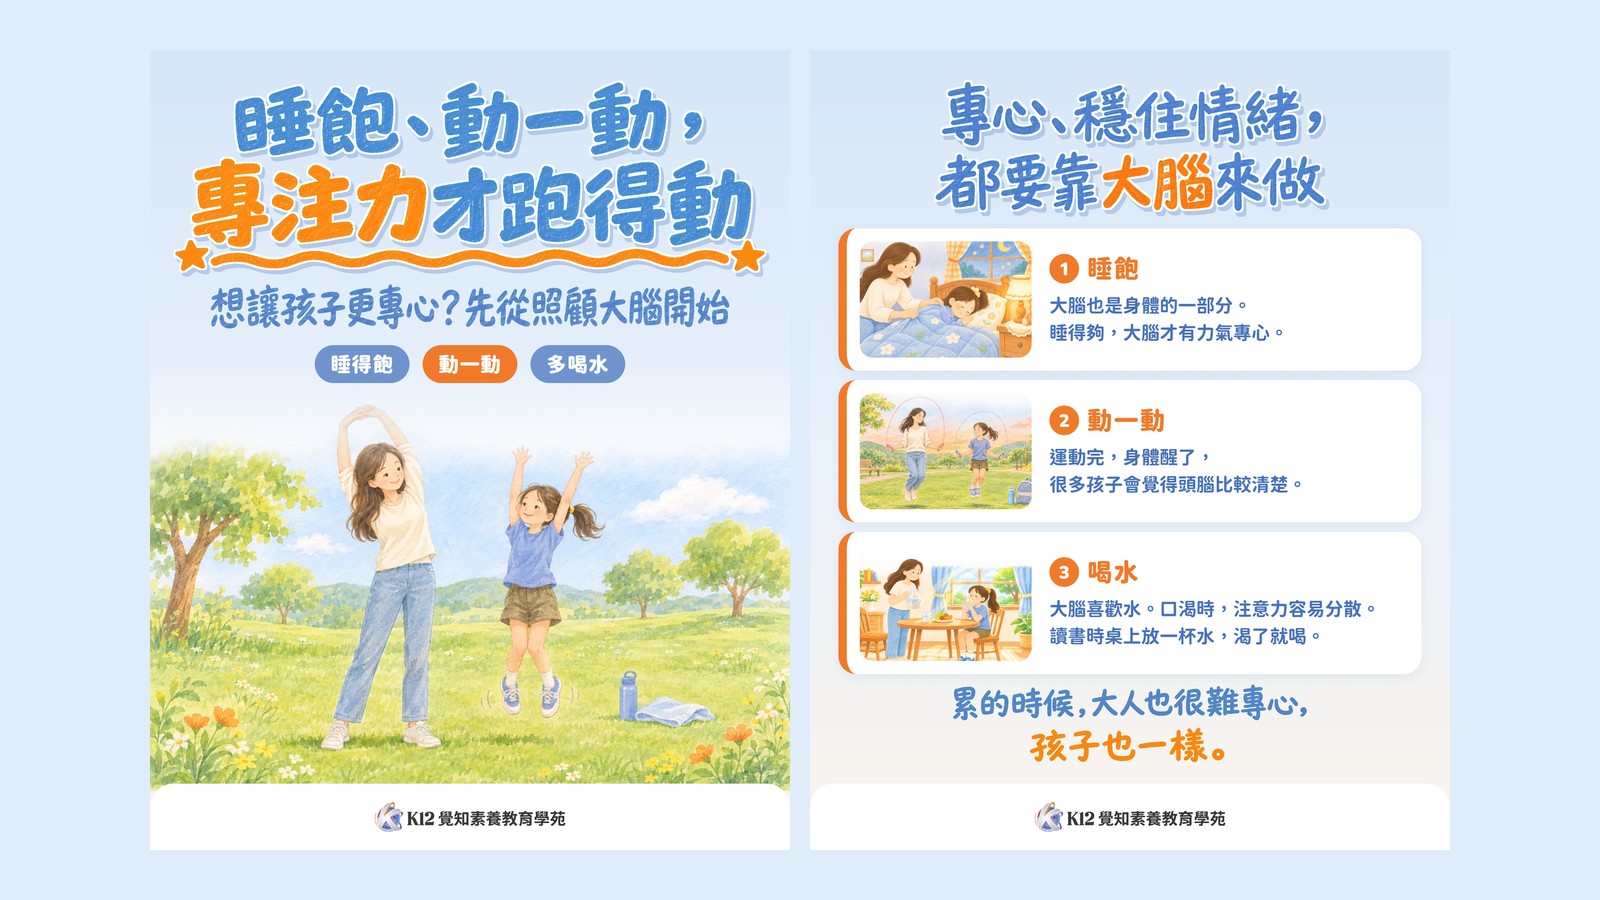 睡飽、動一動，
專注力才跑得動
想讓孩子更專心？先從照顧大腦開始
睡得飽
動一動
多喝水
K12 覺知素養教育學苑
專心、穩住情緒，
都要靠大腦來做
1 睡飽
大腦也是身體的一部分。
睡得夠，大腦才有力氣專心。
2 動一動
運動完，身體醒了，
很多孩子會覺得頭腦比較清楚。
3 喝水
大腦喜歡水。口渴時，注意力容易分散。
讀書時桌上放一杯水，渴了就喝。
累的時候，大人也很難專心，
孩子也一樣。
K12 覺知素養教育學苑